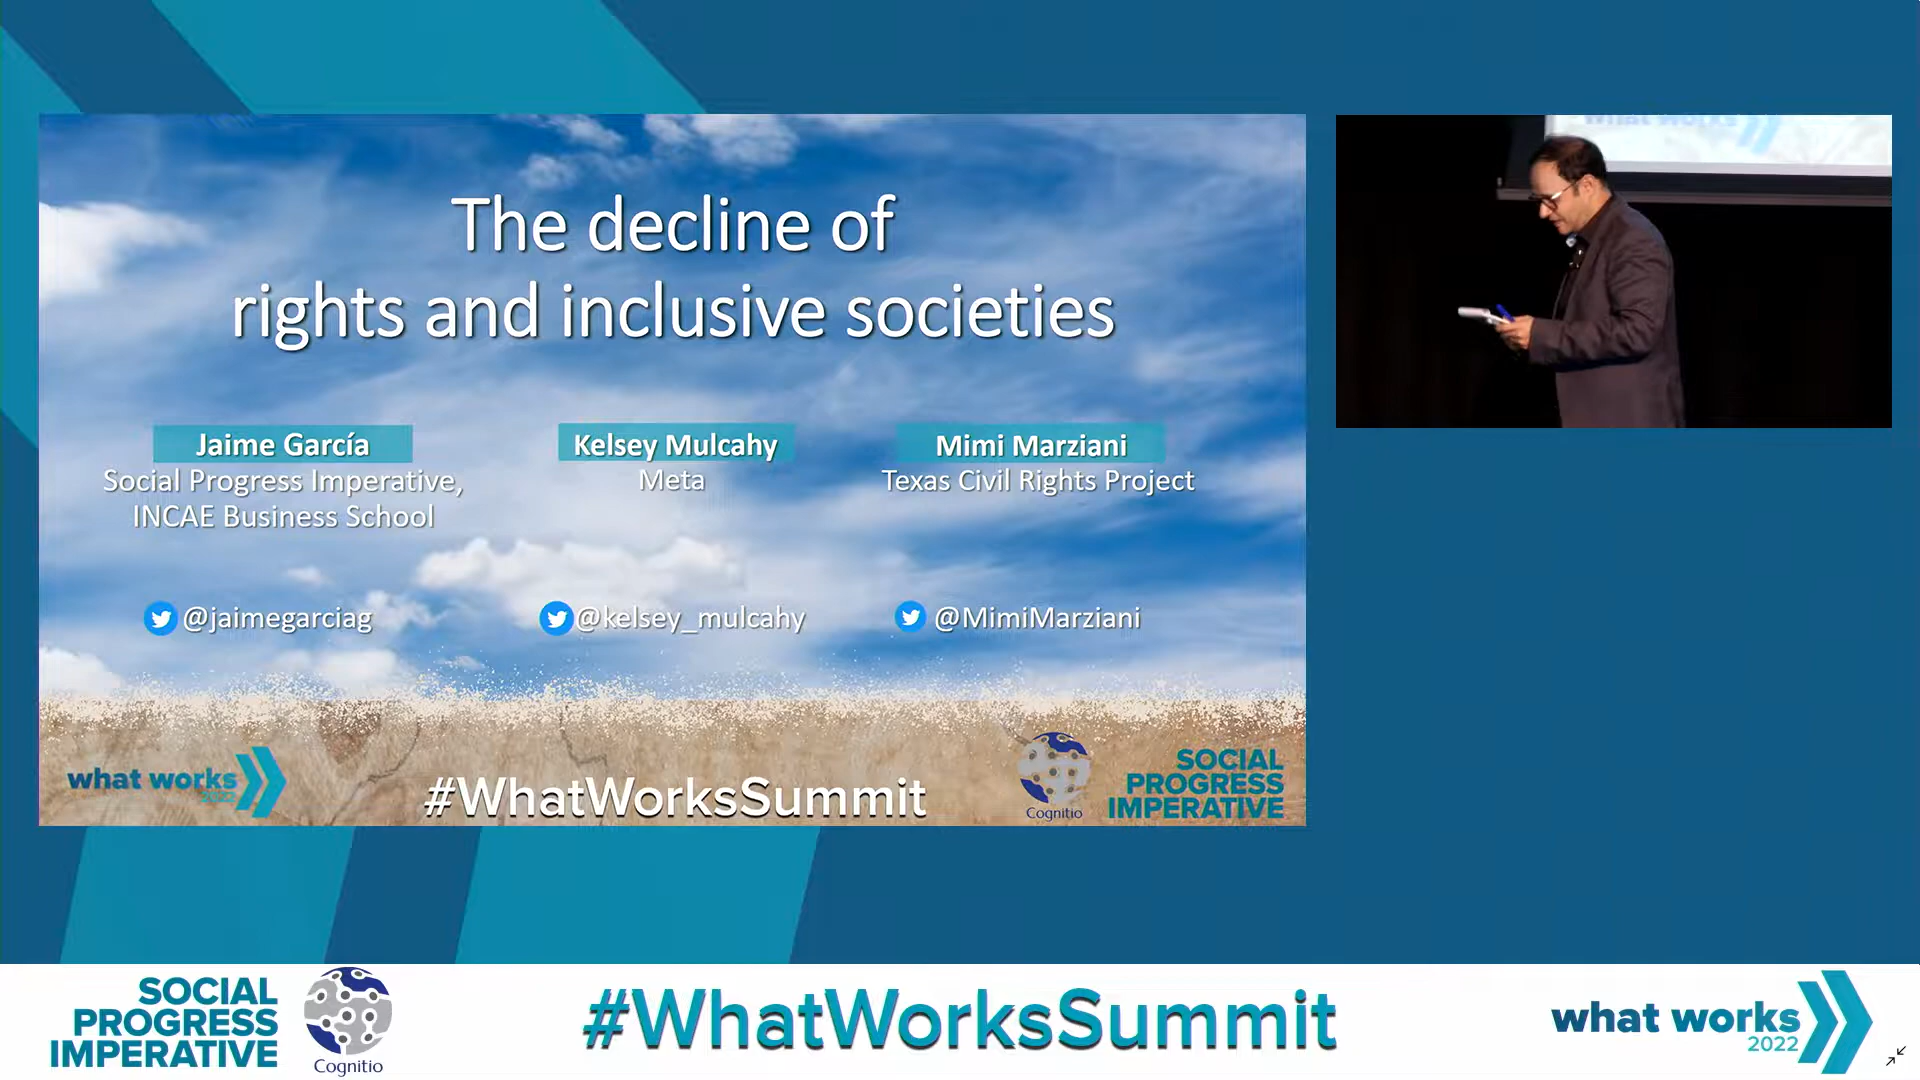 The decline of
rights and inclusive societies
Jaime García
Social Progress Imperative,
INCAE Business School
Kelsey Mulcahy
Meta
Mimi Marziani
Texas Civil Rights Project
@jaimegarciag
@kelsey_mulcahy
@MimiMarziani
what works
2022
#WhatWorksSummit
Cognitio
SOCIAL
PROGRESS
IMPERATIVE
what works
SOCIAL
PROGRESS
IMPERATIVE
Cognitio
#WhatWorksSummit
what works
2022